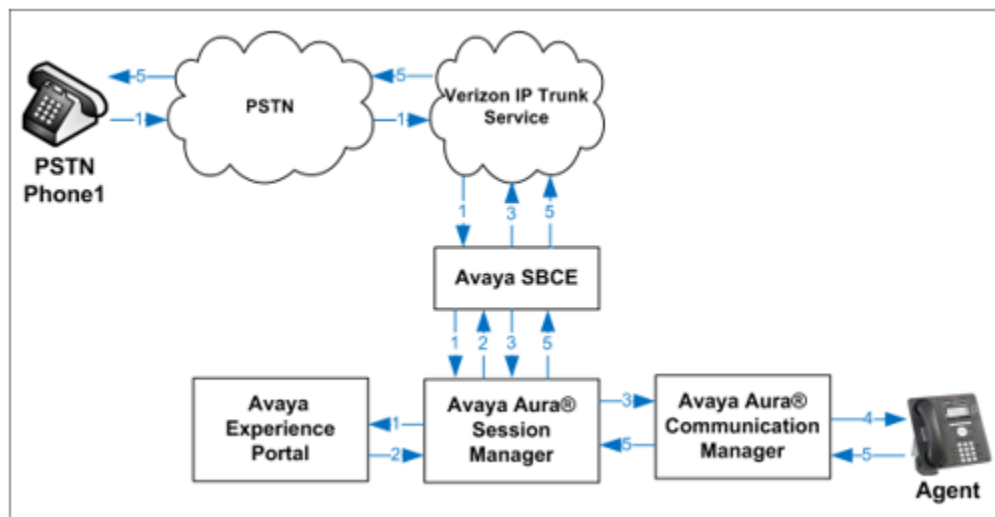 5
5
PSTN
Verizon IP Trunk
Service
1
1
PSTN
Phone1
1
3
5
Avaya SBCE
1
2
3
5
Avaya
Experience
Portal
1
2
Avaya Aura®
Session
Manager
3
5
Avaya Aura®
Communication
Manager
4
5
Agent